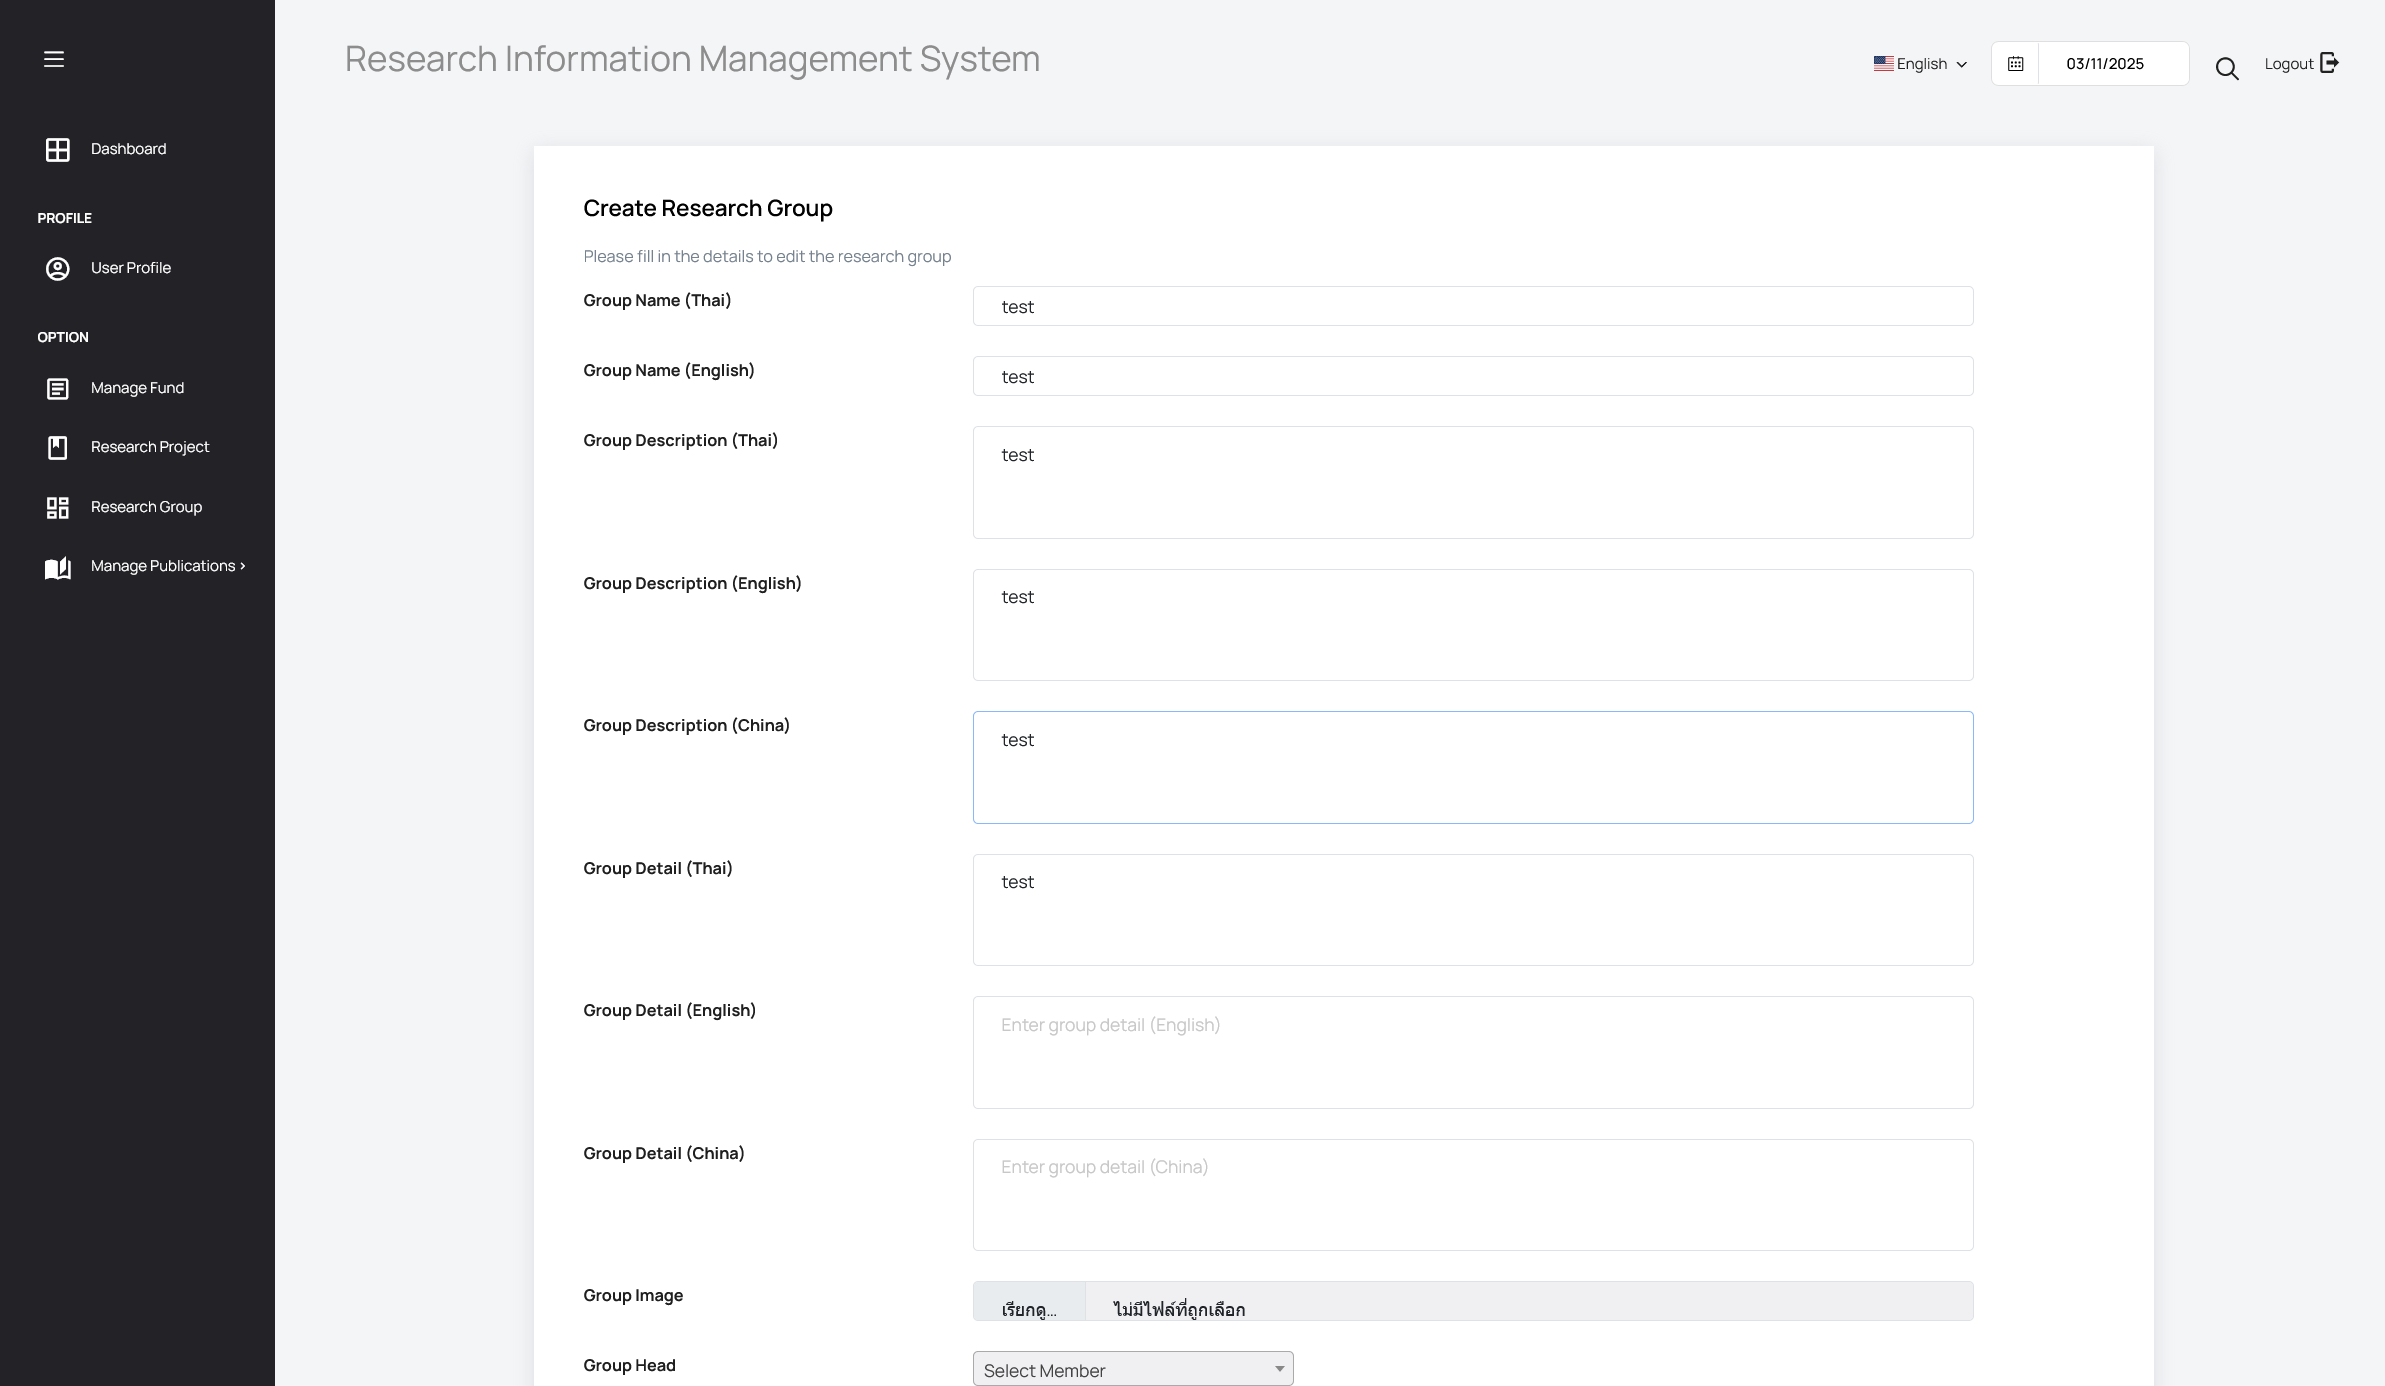 Research Information Management System
English
03/11/2025
Logout
Dashboard
PROFILE
User Profile
OPTION
Manage Fund
Research Project
Research Group
Manage Publications
Create Research Group
Please fill in the details to edit the research group
Group Name (Thai)
test
Group Name (English)
test
Group Description (Thai)
test
Group Description (English)
test
Group Description (China)
test
Group Detail (Thai)
test
Group Detail (English)
Enter group detail (English)
Group Detail (China)
Enter group detail (China)
Group Image
เรียกดู... ไม่มีไฟล์ที่ถูกเลือก
Group Head
Select Member